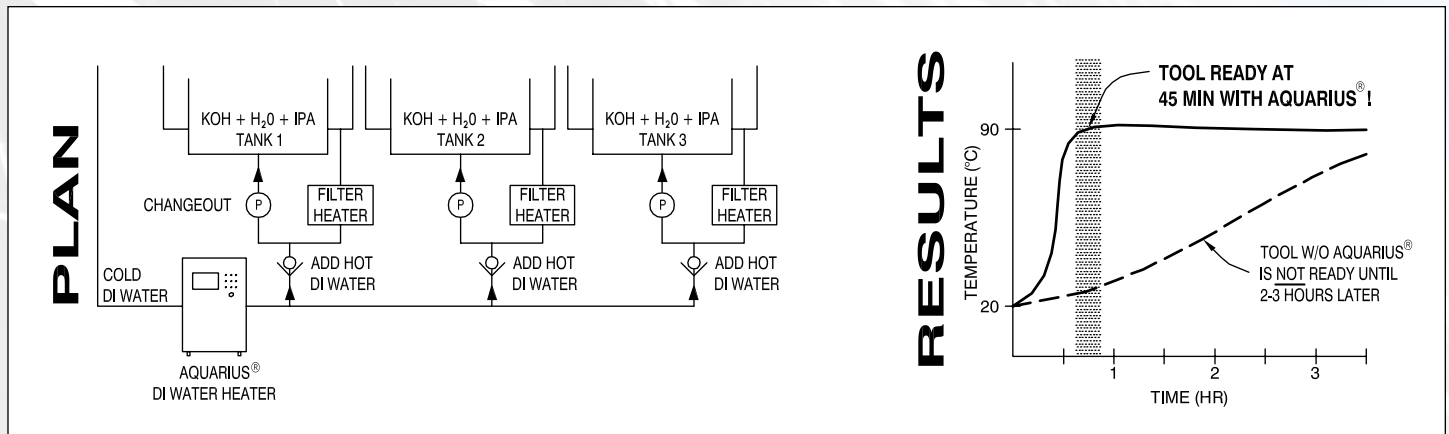 PLAN
KOH + H₂0 + IPA
TANK 1
KOH + H₂0 + IPA
TANK 2
KOH + H₂0 + IPA
TANK 3
CHANGEOUT
P
FILTER
HEATER
P
FILTER
HEATER
P
FILTER
HEATER
ADD HOT
DI WATER
ADD HOT
DI WATER
ADD HOT
DI WATER
COLD
DI WATER
AQUARIUS®
DI WATER HEATER
RESULTS
TOOL READY AT
45 MIN WITH AQUARIUS® !
90
TEMPERATURE (°C)
20
TOOL W/O AQUARIUS®
IS NOT READY UNTIL
2-3 HOURS LATER
1 2 3
TIME (HR)